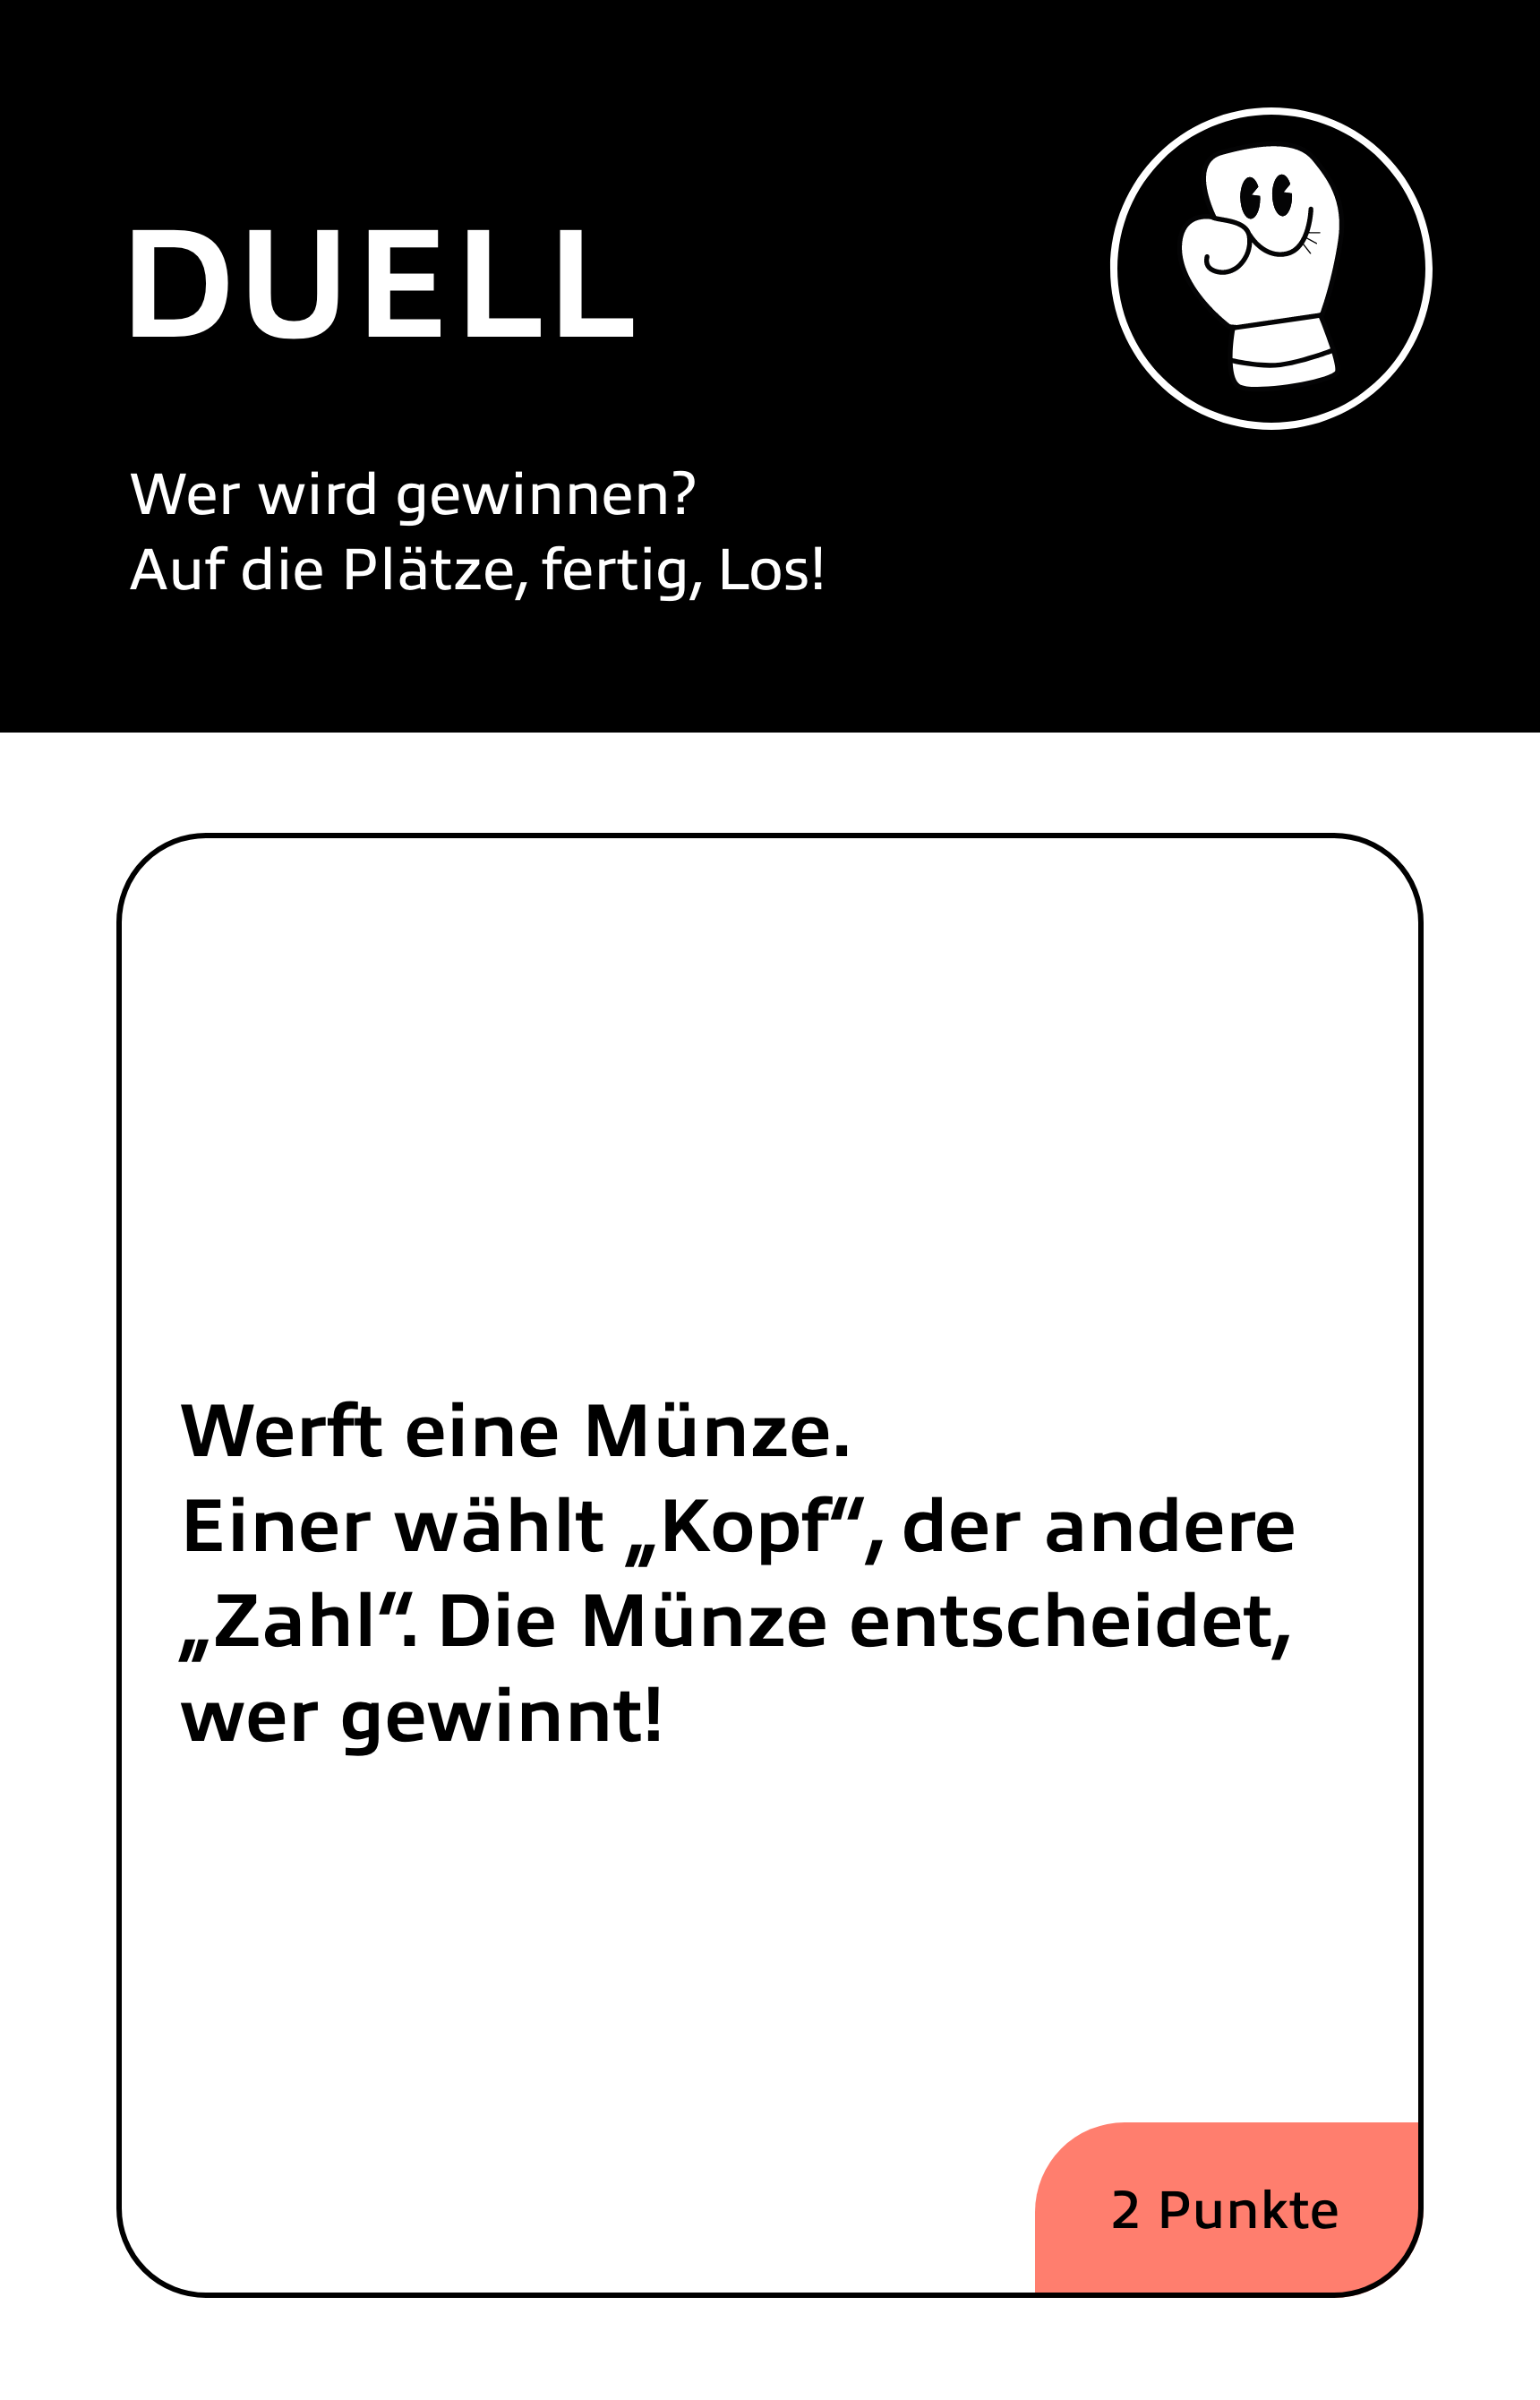 DUELL
Wer wird gewinnen?
Auf die Plätze, fertig, Los!
Werft eine Münze.
Einer wählt „Kopf“, der andere
„Zahl“. Die Münze entscheidet,
wer gewinnt!
2 Punkte